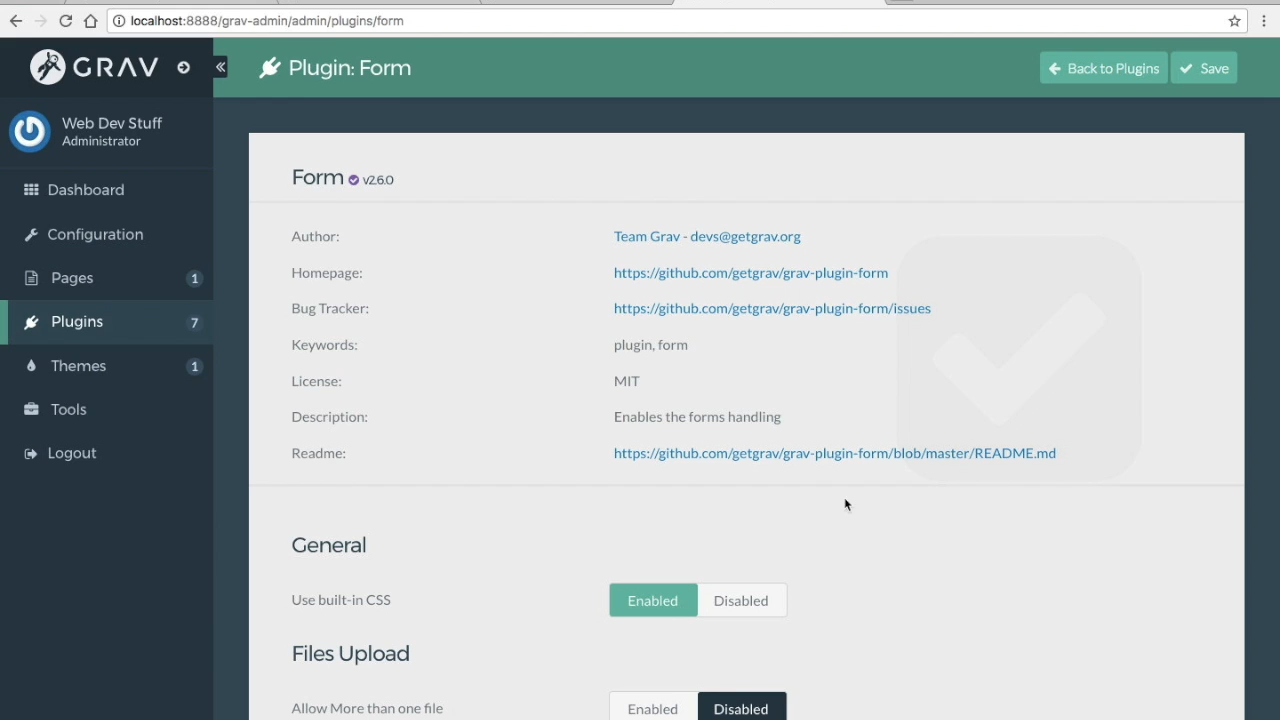 localhost:8888/grav-admin/admin/plugins/form
GRAV
Plugin: Form
Back to Plugins
Save
Web Dev Stuff
Administrator
Dashboard
Configuration
Pages 1
Plugins 7
Themes 1
Tools
Logout
Form v2.6.0
Author: Team Grav - devs@getgrav.org
Homepage: https://github.com/getgrav/grav-plugin-form
Bug Tracker: https://github.com/getgrav/grav-plugin-form/issues
Keywords: plugin, form
License: MIT
Description: Enables the forms handling
Readme: https://github.com/getgrav/grav-plugin-form/blob/master/README.md
General
Use built-in CSS Enabled Disabled
Files Upload
Allow More than one file Enabled Disabled